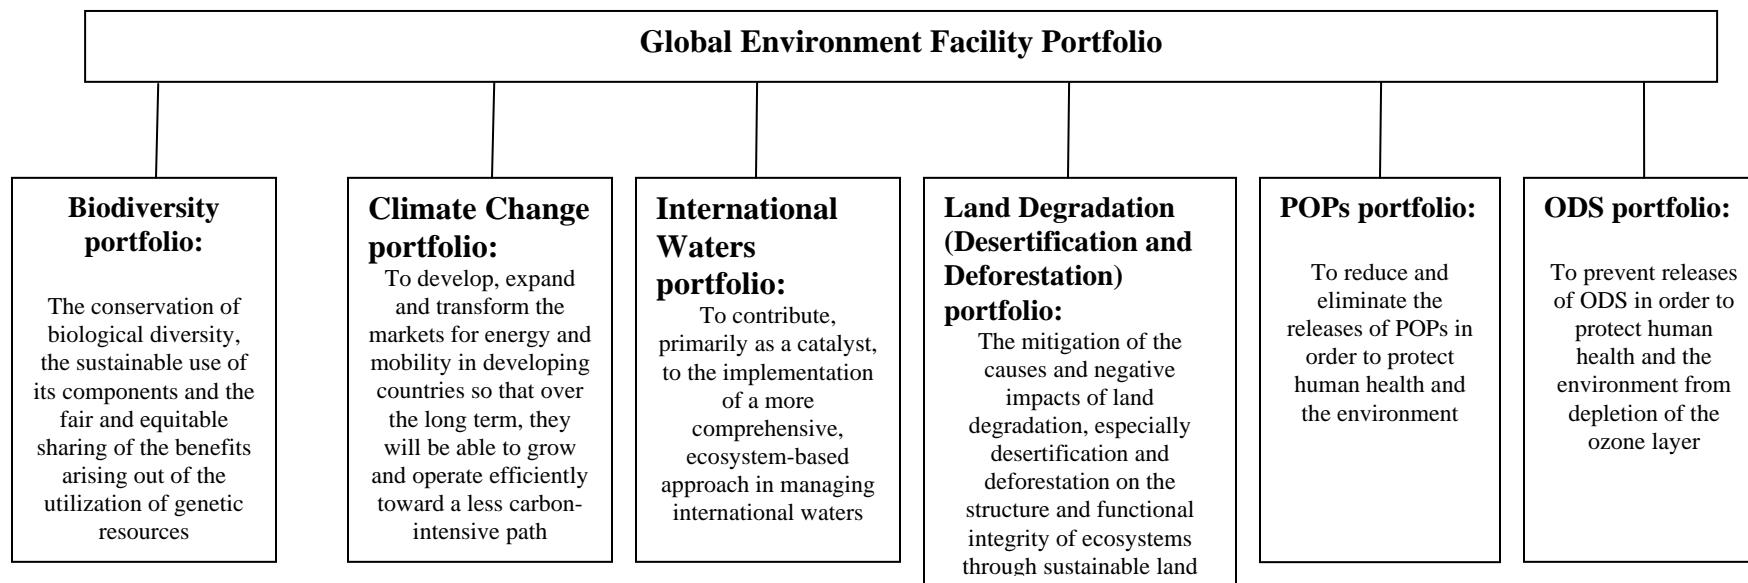 Global Environment Facility Portfolio
Biodiversity
portfolio:
The conservation of
biological diversity,
the sustainable use of
its components and the
fair and equitable
sharing of the benefits
arising out of the
utilization of genetic
resources
Climate Change
portfolio:
To develop, expand
and transform the
markets for energy and
mobility in developing
countries so that over
the long term, they
will be able to grow
and operate efficiently
toward a less carbon-
intensive path
International
Waters
portfolio:
To contribute,
primarily as a catalyst,
to the implementation
of a more
comprehensive,
ecosystem-based
approach in managing
international waters
Land Degradation
(Desertification and
Deforestation)
portfolio:
The mitigation of the
causes and negative
impacts of land
degradation, especially
desertification and
deforestation on the
structure and functional
integrity of ecosystems
through sustainable land
POPs portfolio:
To reduce and
eliminate the
releases of POPs in
order to protect
human health and
the environment
ODS portfolio:
To prevent releases
of ODS in order to
protect human
health and the
environment from
depletion of the
ozone layer